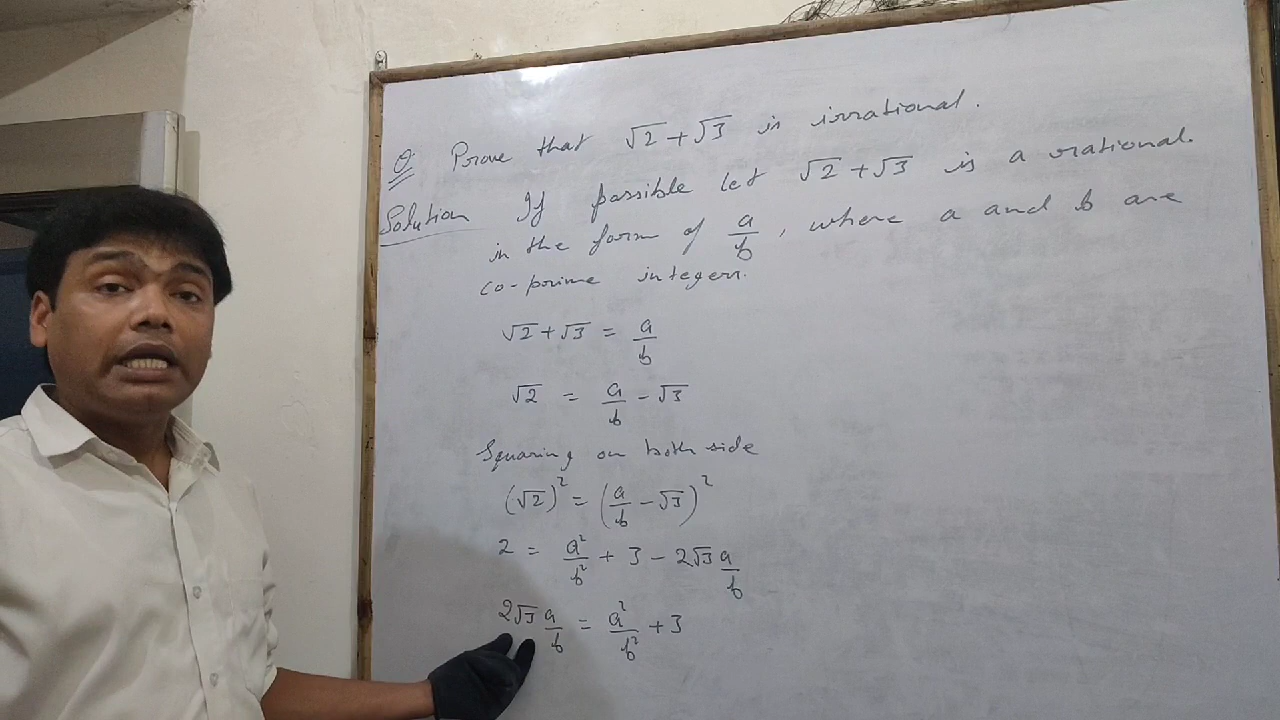 Q Prove that √2 + √3 is irrational.
Solution If possible let √2 + √3 is a rational.
in the form of a/b, where a and b are
co-prime integers.
√2 + √3 = a/b
√2 = a/b - √3
Squaring on both side
(√2)² = (a/b - √3)²
2 = a²/b² + 3 - 2√3 a/b
2√3 a/b = a²/b² + 3